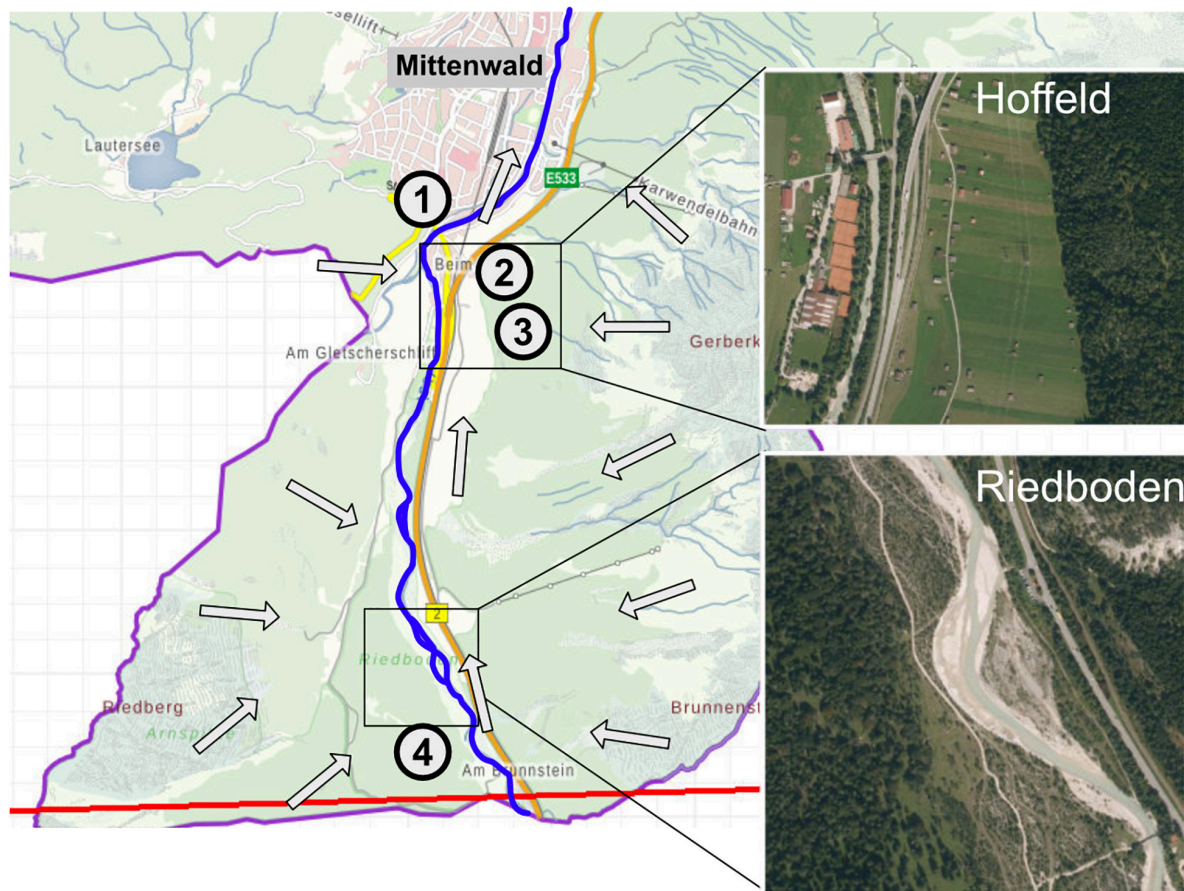 sellift
Mittenwald
Hoffeld
Lautersee
E533
Karwendelbahn
1
Beim
2
3
Am Gletscherschliff
Gerberk
Riedboden
2
Riedboden
Riedberg
Arnspitze
Brunnenst
4
Am Brunnstein